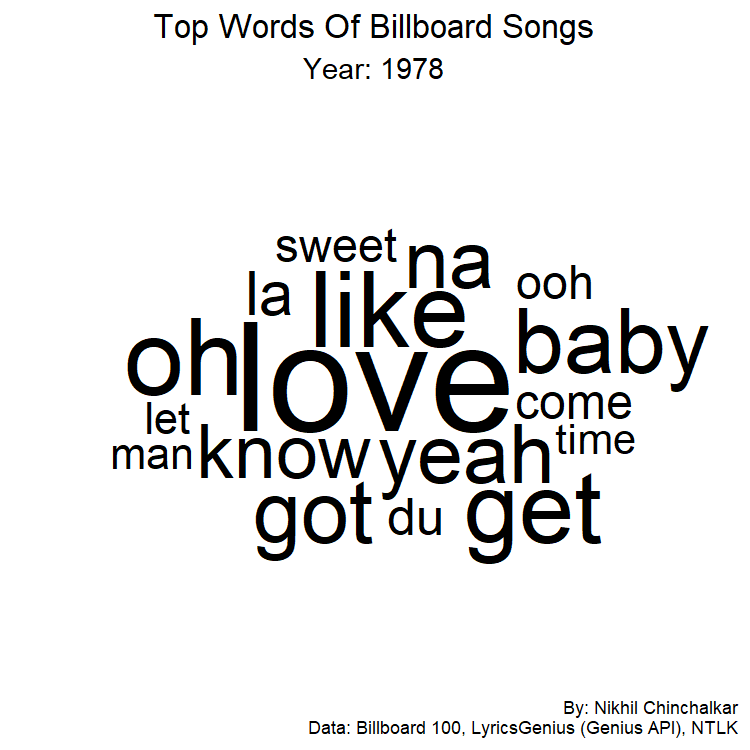 Top Words Of Billboard Songs
Year: 1978
sweet na
la like ooh
oh love baby
let come
man know yeah time
got du get
By: Nikhil Chinchalkar
Data: Billboard 100, LyricsGenius (Genius API), NTLK